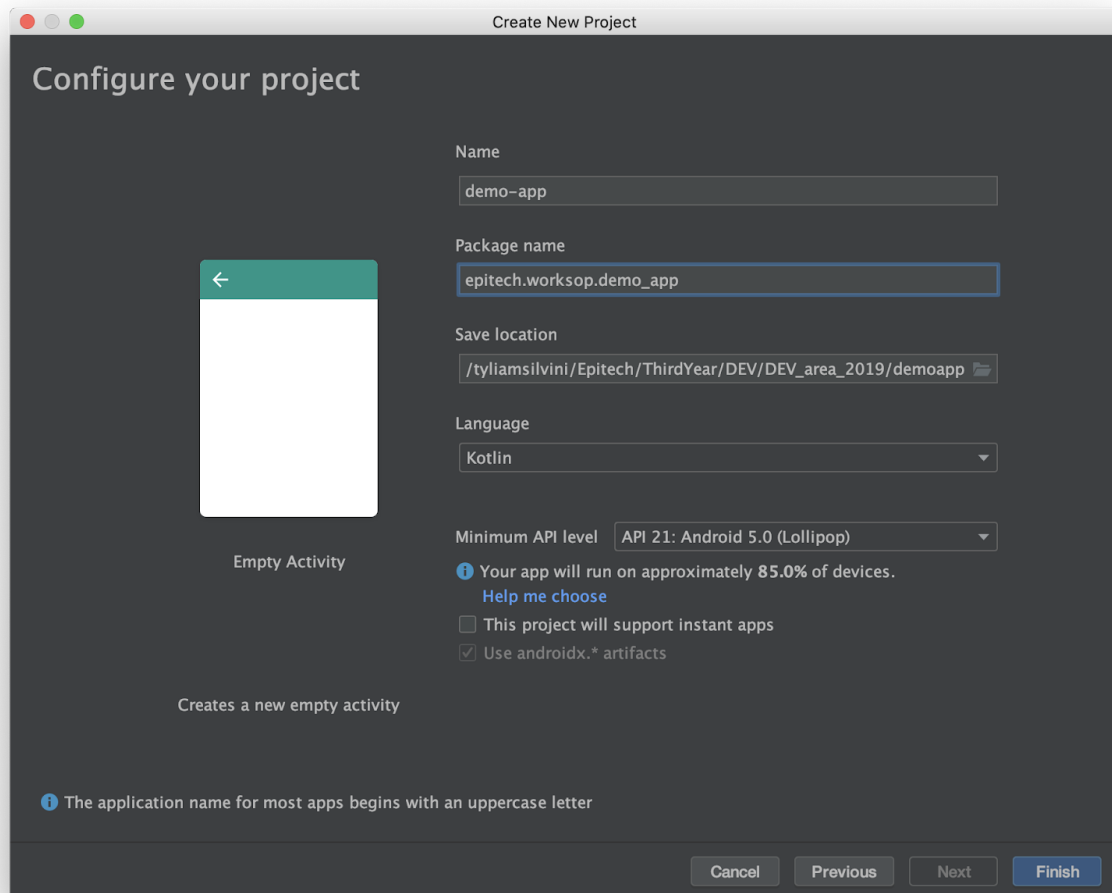 Create New Project
Configure your project
Name
demo-app
Package name
epitech.worksop.demo_app
Save location
/tyliamsilvini/Epitech/ThirdYear/DEV/DEV_area_2019/demoapp
Language
Kotlin
Minimum API level API 21: Android 5.0 (Lollipop)
Your app will run on approximately 85.0% of devices.
Help me choose
This project will support instant apps
Use androidx.* artifacts
Empty Activity
Creates a new empty activity
The application name for most apps begins with an uppercase letter
Cancel Previous Next Finish